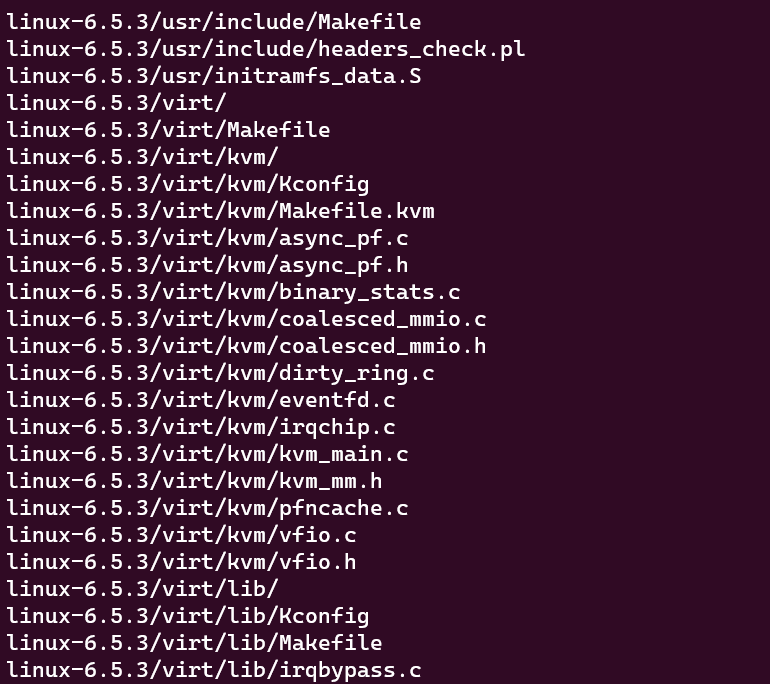 linux-6.5.3/usr/include/Makefile
linux-6.5.3/usr/include/headers_check.pl
linux-6.5.3/usr/initramfs_data.S
linux-6.5.3/virt/
linux-6.5.3/virt/Makefile
linux-6.5.3/virt/kvm/
linux-6.5.3/virt/kvm/Kconfig
linux-6.5.3/virt/kvm/Makefile.kvm
linux-6.5.3/virt/kvm/async_pf.c
linux-6.5.3/virt/kvm/async_pf.h
linux-6.5.3/virt/kvm/binary_stats.c
linux-6.5.3/virt/kvm/coalesced_mmio.c
linux-6.5.3/virt/kvm/coalesced_mmio.h
linux-6.5.3/virt/kvm/dirty_ring.c
linux-6.5.3/virt/kvm/eventfd.c
linux-6.5.3/virt/kvm/irqchip.c
linux-6.5.3/virt/kvm/kvm_main.c
linux-6.5.3/virt/kvm/kvm_mm.h
linux-6.5.3/virt/kvm/pfncache.c
linux-6.5.3/virt/kvm/vfio.c
linux-6.5.3/virt/kvm/vfio.h
linux-6.5.3/virt/lib/
linux-6.5.3/virt/lib/Kconfig
linux-6.5.3/virt/lib/Makefile
linux-6.5.3/virt/lib/irqbypass.c